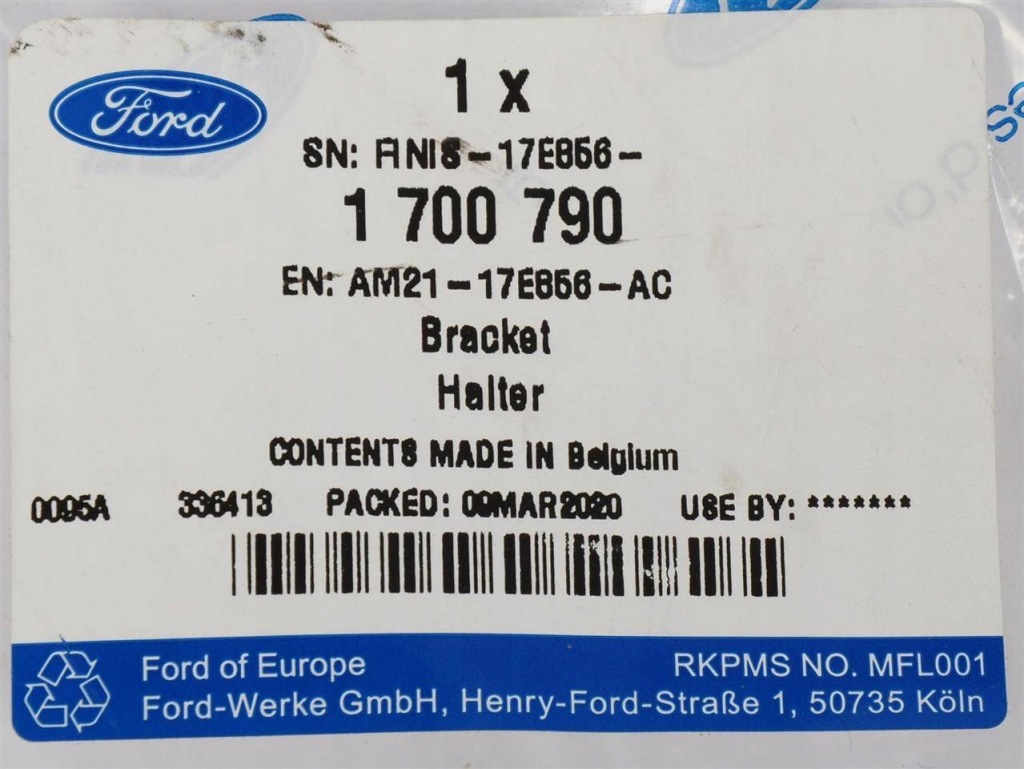 Ford
1 x
SN: FINIS-17E856-
1 700 790
EN: AM21-17E856-AC
Bracket
Halter
CONTENTS MADE IN Belgium
0095A 336413 PACKED: 09MAR2020 USE BY: *******
Ford of Europe RKPMS NO. MFL001
Ford-Werke GmbH, Henry-Ford-Straße 1, 50735 Köln